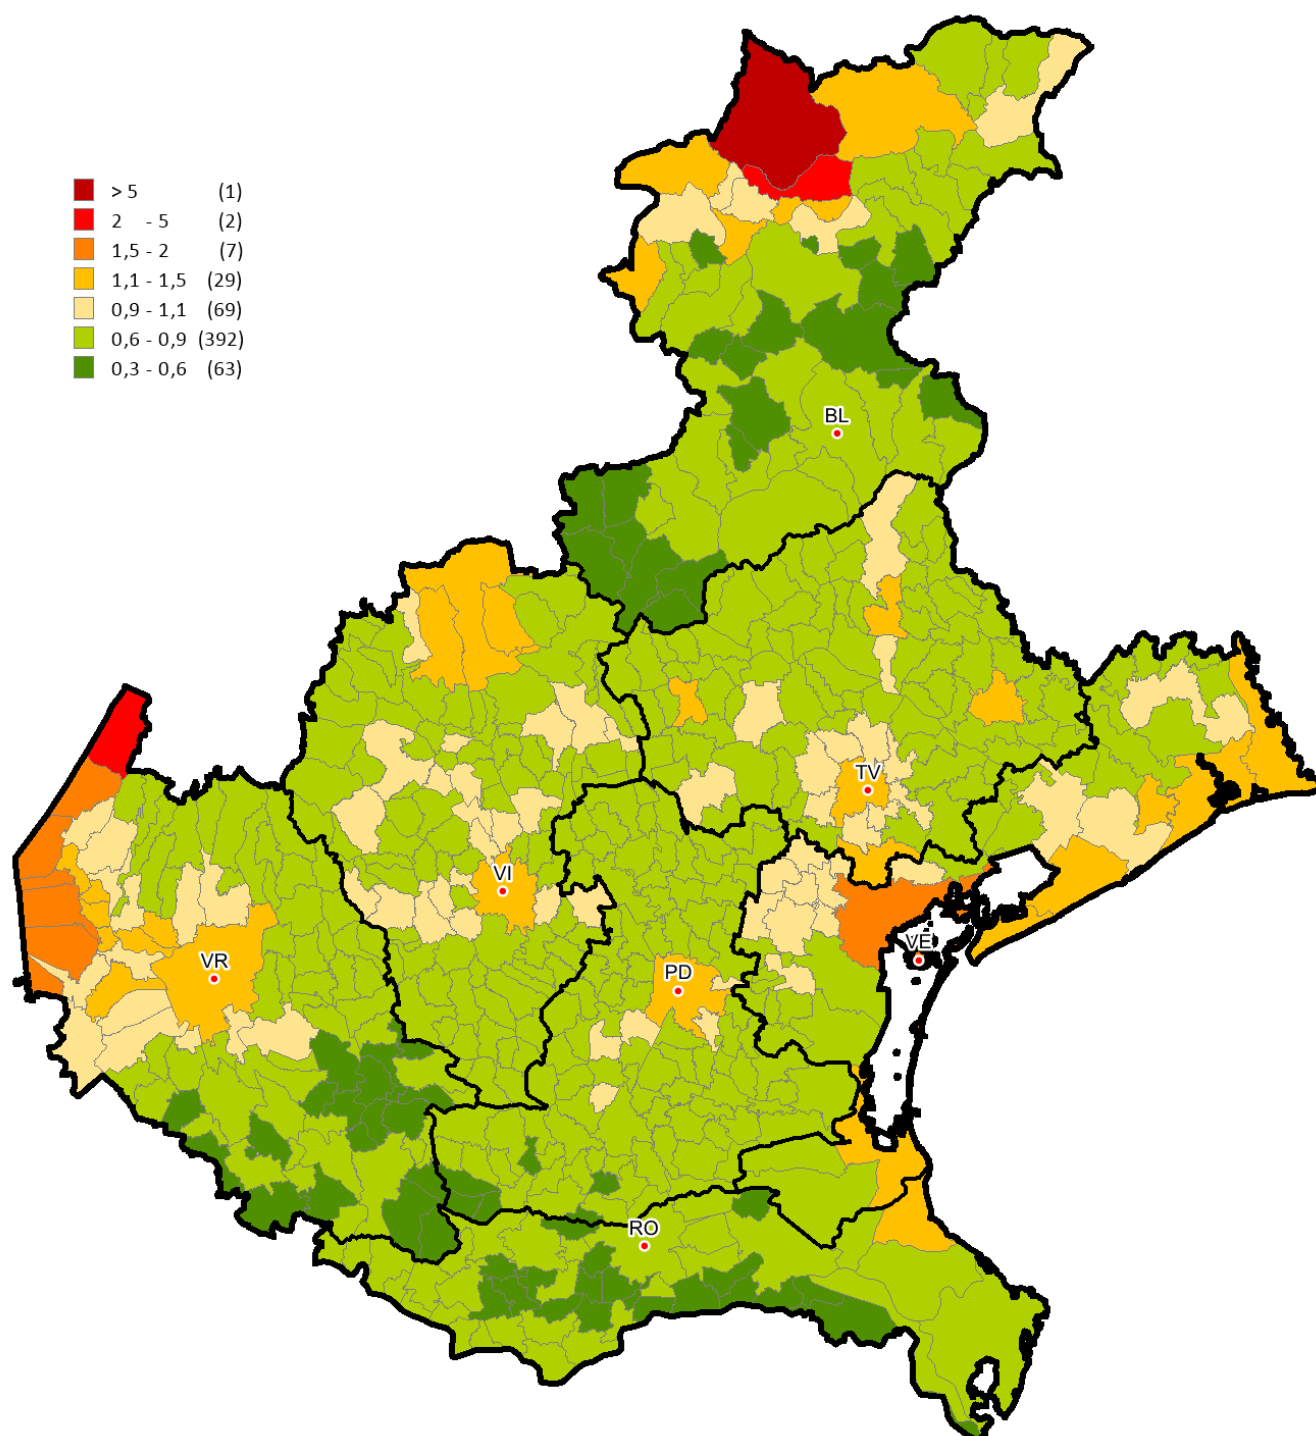 > 5 (1)
2 - 5 (2)
1,5 - 2 (7)
1,1 - 1,5 (29)
0,9 - 1,1 (69)
0,6 - 0,9 (392)
0,3 - 0,6 (63)
BL
TV
VI
VE
VR
PD
RO